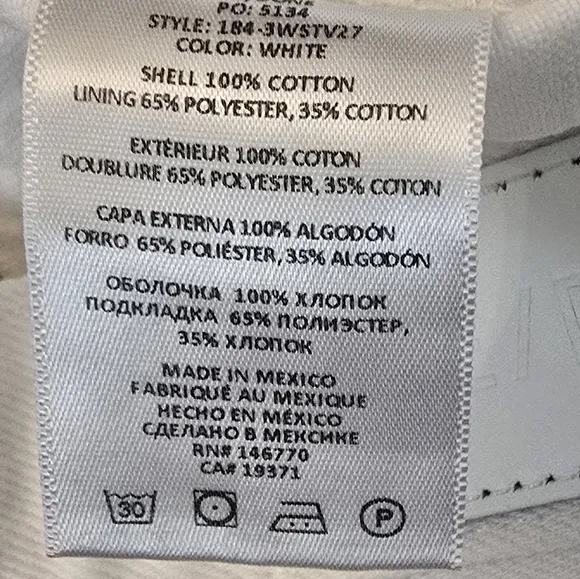 PO: 5134
STYLE: 184-3WSTV27
COLOR: WHITE
SHELL 100% COTTON
LINING 65% POLYESTER, 35% COTTON
EXTÉRIEUR 100% COTON
DOUBLURE 65% POLYESTER, 35% COTON
CAPA EXTERNA 100% ALGODÓN
FORRO 65% POLIÉSTER, 35% ALGODÓN
ОБОЛОЧКА 100% ХЛОПОК
ПОДКЛАДКА 65% ПОЛИЭСТЕР,
35% ХЛОПОК
MADE IN MEXICO
FABRIQUÉ AU MEXIQUE
HECHO EN MÉXICO
СДЕЛАНО В МЕКСИКЕ
RN# 146770
CA# 19371
30 P